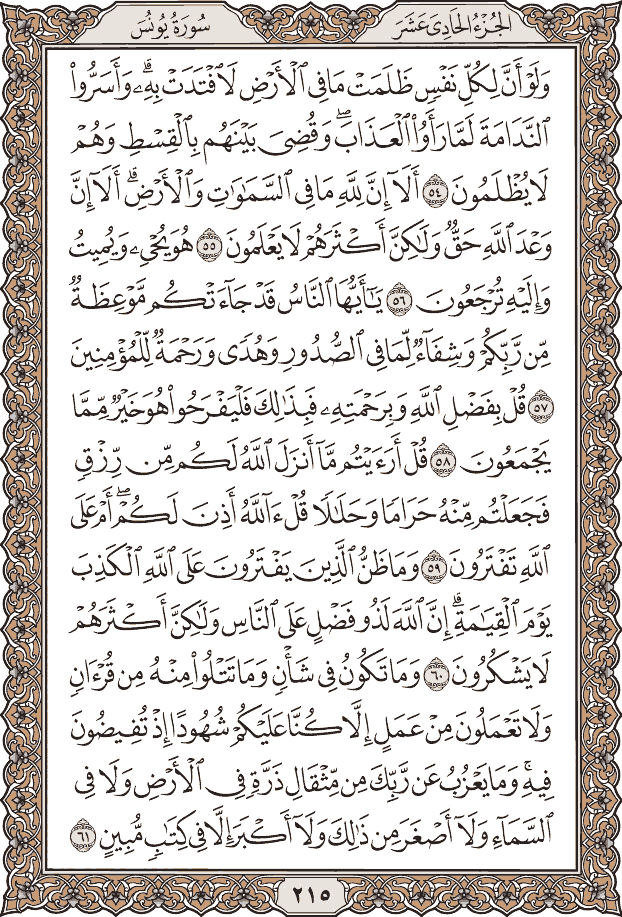 الجُزْءُ الحَادِي عَشَرَ
سُورَةُ يُونُسَ
وَلَوْ أَنَّ لِكُلِّ نَفْسٖ ظَلَمَتْ مَا فِي ٱلْأَرْضِ لَٱفْتَدَتْ بِهِۦۗ وَأَسَرُّواْ
ٱلنَّدَامَةَ لَمَّا رَأَوُاْ ٱلْعَذَابَۖ وَقُضِيَ بَيْنَهُم بِٱلْقِسْطِ وَهُمْ
لَا يُظْلَمُونَ ٥٤ أَلَآ إِنَّ لِلَّهِ مَا فِي ٱلسَّمَٰوَٰتِ وَٱلْأَرْضِۗ أَلَآ إِنَّ
وَعْدَ ٱللَّهِ حَقّٞ وَلَٰكِنَّ أَكْثَرَهُمْ لَا يَعْلَمُونَ ٥٥ هُوَ يُحْيِۦ وَيُمِيتُ
وَإِلَيْهِ تُرْجَعُونَ ٥٦ يَٰٓأَيُّهَا ٱلنَّاسُ قَدْ جَآءَتْكُم مَّوْعِظَةٞ
مِّن رَّبِّكُمْ وَشِفَآءٞ لِّمَا فِي ٱلصُّدُورِ وَهُدٗى وَرَحْمَةٞ لِّلْمُؤْمِنِينَ
٥٧ قُلْ بِفَضْلِ ٱللَّهِ وَبِرَحْمَتِهِۦ فَبِذَٰلِكَ فَلْيَفْرَحُواْ هُوَ خَيْرٞ مِّمَّا
يَجْمَعُونَ ٥٨ قُلْ أَرَءَيْتُم مَّآ أَنزَلَ ٱللَّهُ لَكُم مِّن رِّزْقٖ
فَجَعَلْتُم مِّنْهُ حَرَامٗا وَحَلَٰلٗا قُلْ ءَآللَّهُ أَذِنَ لَكُمْۖ أَمْ عَلَى
ٱللَّهِ تَفْتَرُونَ ٥٩ وَمَا ظَنُّ ٱلَّذِينَ يَفْتَرُونَ عَلَى ٱللَّهِ ٱلْكَذِبَ
يَوْمَ ٱلْقِيَٰمَةِۗ إِنَّ ٱللَّهَ لَذُو فَضْلٍ عَلَى ٱلنَّاسِ وَلَٰكِنَّ أَكْثَرَهُمْ
لَا يَشْكُرُونَ ٦٠ وَمَا تَكُونُ فِي شَأْنٖ وَمَا تَتْلُواْ مِنْهُ مِن قُرْءَانٖ
وَلَا تَعْمَلُونَ مِنْ عَمَلٍ إِلَّا كُنَّا عَلَيْكُمْ شُهُودًا إِذْ تُفِيضُونَ
فِيهِۚ وَمَا يَعْزُبُ عَن رَّبِّكَ مِن مِّثْقَالِ ذَرَّةٖ فِي ٱلْأَرْضِ وَلَا فِي
ٱلسَّمَآءِ وَلَآ أَصْغَرَ مِن ذَٰلِكَ وَلَآ أَكْبَرَ إِلَّا فِي كِتَٰبٖ مُّبِينٍ ٦١
٢١٥